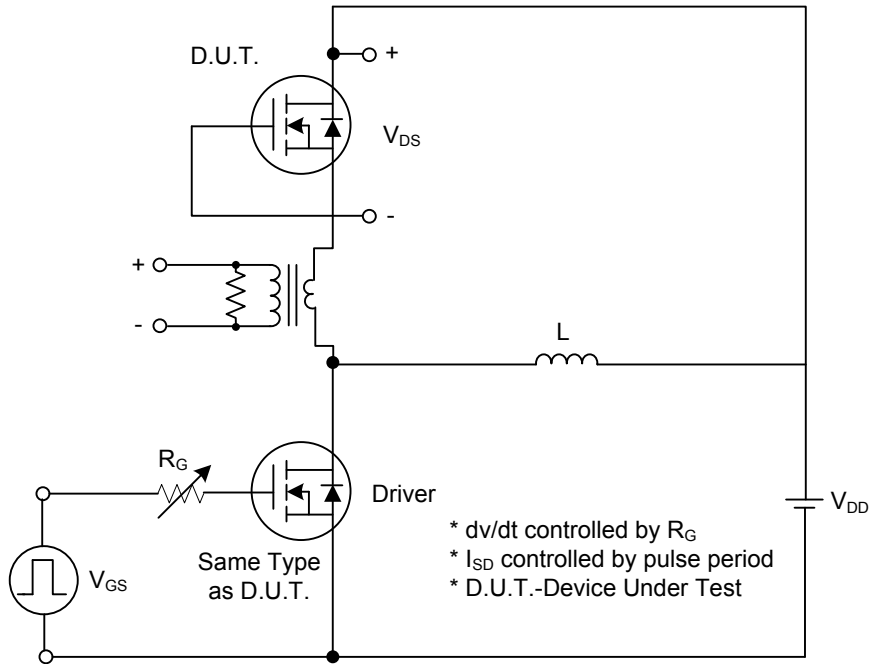 D.U.T.
+
V_DS
-
+
-
L
R_G
Driver
V_DD
V_GS
Same Type
as D.U.T.
* dv/dt controlled by R_G
* I_SD controlled by pulse period
* D.U.T.-Device Under Test